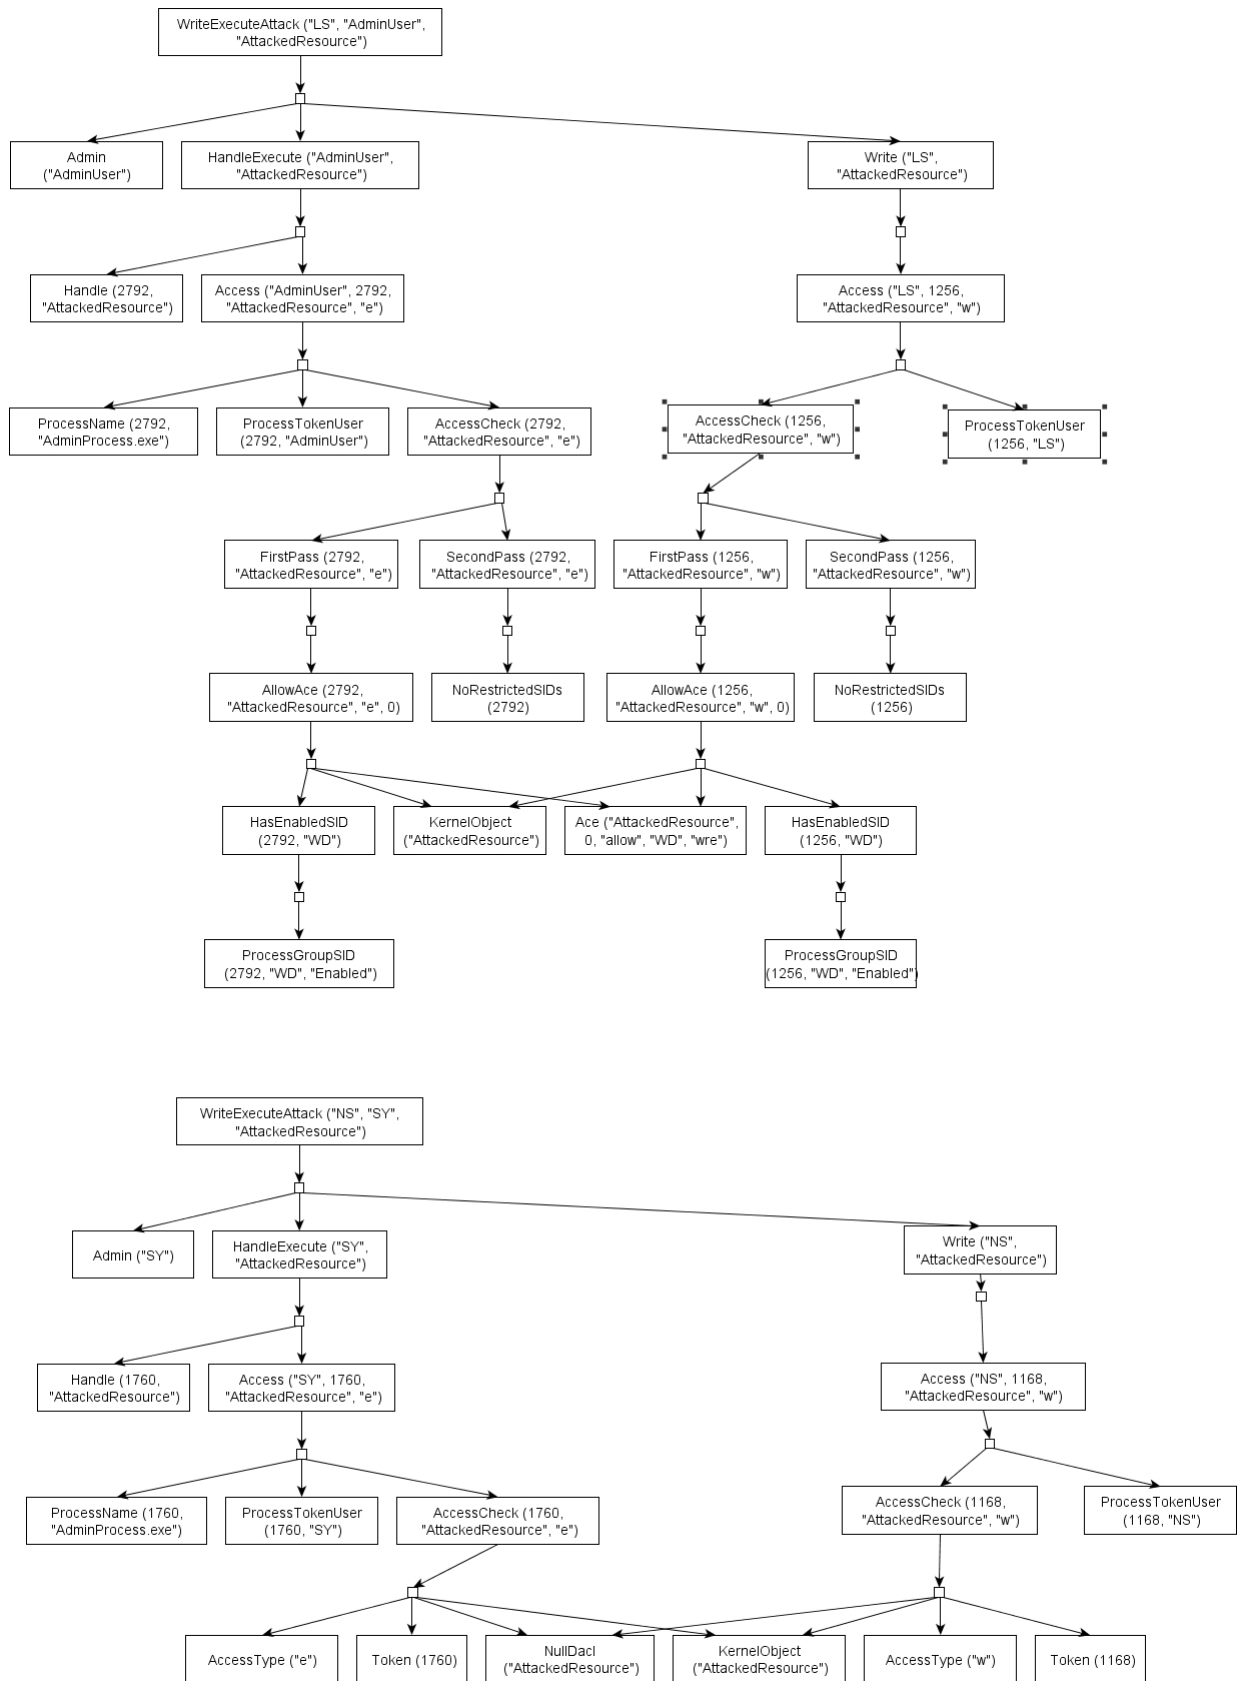 WriteExecuteAttack ("LS", "AdminUser",
"AttackedResource")
Admin
("AdminUser")
HandleExecute ("AdminUser",
"AttackedResource")
Write ("LS",
"AttackedResource")
Handle (2792,
"AttackedResource")
Access ("AdminUser", 2792,
"AttackedResource", "e")
Access ("LS", 1256,
"AttackedResource", "w")
ProcessName (2792,
"AdminProcess.exe")
ProcessTokenUser
(2792, "AdminUser")
AccessCheck (2792,
"AttackedResource", "e")
AccessCheck (1256,
"AttackedResource", "w")
ProcessTokenUser
(1256, "LS")
FirstPass (2792,
"AttackedResource", "e")
SecondPass (2792,
"AttackedResource", "e")
FirstPass (1256,
"AttackedResource", "w")
SecondPass (1256,
"AttackedResource", "w")
AllowAce (2792,
"AttackedResource", "e", 0)
NoRestrictedSIDs
(2792)
AllowAce (1256,
"AttackedResource", "w", 0)
NoRestrictedSIDs
(1256)
HasEnabledSID
(2792, "WD")
KernelObject
("AttackedResource")
Ace ("AttackedResource",
0, "allow", "WD", "wre")
HasEnabledSID
(1256, "WD")
ProcessGroupSID
(2792, "WD", "Enabled")
ProcessGroupSID
(1256, "WD", "Enabled")
WriteExecuteAttack ("NS", "SY",
"AttackedResource")
Admin ("SY")
HandleExecute ("SY",
"AttackedResource")
Write ("NS",
"AttackedResource")
Handle (1760,
"AttackedResource")
Access ("SY", 1760,
"AttackedResource", "e")
Access ("NS", 1168,
"AttackedResource", "w")
ProcessName (1760,
"AdminProcess.exe")
ProcessTokenUser
(1760, "SY")
AccessCheck (1760,
"AttackedResource", "e")
AccessCheck (1168,
"AttackedResource", "w")
ProcessTokenUser
(1168, "NS")
AccessType ("e")
Token (1760)
NullDacl
("AttackedResource")
KernelObject
("AttackedResource")
AccessType ("w")
Token (1168)